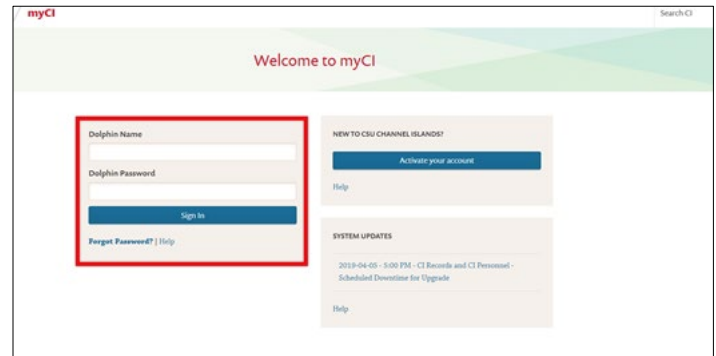 myCI
Search CI
Welcome to myCI
Dolphin Name
Dolphin Password
Sign In
Forgot Password? | Help
NEW TO CSU CHANNEL ISLANDS?
Activate your account
Help
SYSTEM UPDATES
2019-04-05 - 5:00 PM - CI Records and CI Personnel -
Scheduled Downtime for Upgrade
Help